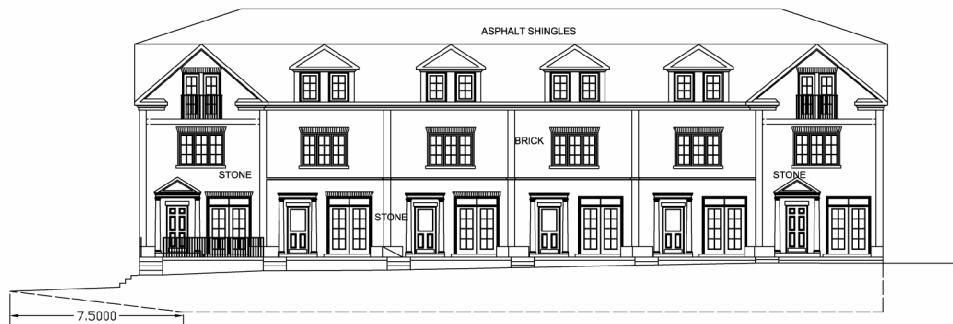 ASPHALT SHINGLES
BRICK
STONE
STONE
STONE
7.5000